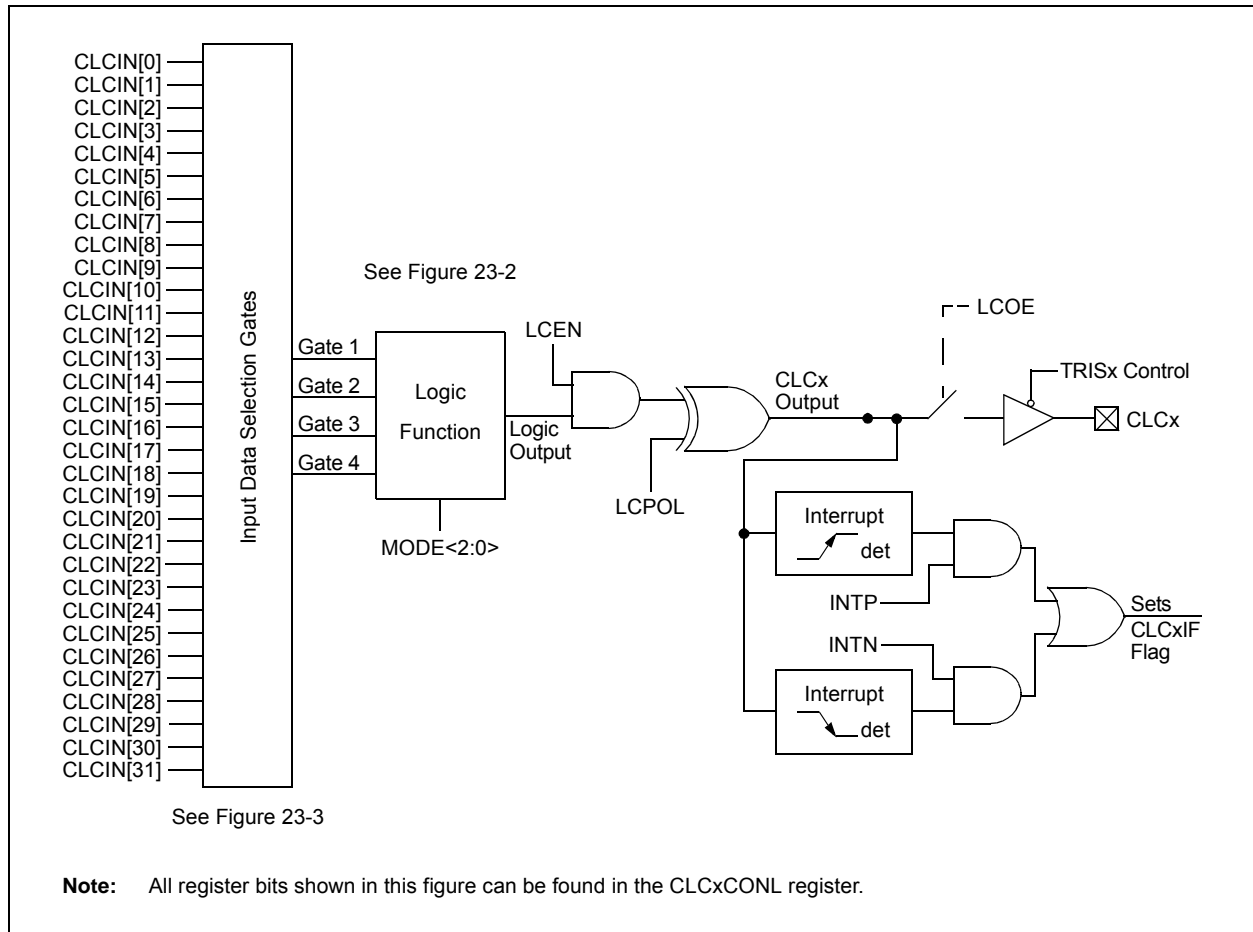 CLCIN[0]
CLCIN[1]
CLCIN[2]
CLCIN[3]
CLCIN[4]
CLCIN[5]
CLCIN[6]
CLCIN[7]
CLCIN[8]
CLCIN[9]
CLCIN[10]
CLCIN[11]
CLCIN[12]
CLCIN[13]
CLCIN[14]
CLCIN[15]
CLCIN[16]
CLCIN[17]
CLCIN[18]
CLCIN[19]
CLCIN[20]
CLCIN[21]
CLCIN[22]
CLCIN[23]
CLCIN[24]
CLCIN[25]
CLCIN[26]
CLCIN[27]
CLCIN[28]
CLCIN[29]
CLCIN[30]
CLCIN[31]
Input Data Selection Gates
See Figure 23-3
Gate 1
Gate 2
Gate 3
Gate 4
See Figure 23-2
Logic
Function
MODE<2:0>
Logic
Output
LCEN
LCPOL
CLCx
Output
LCOE
TRISx Control
CLCx
Interrupt
det
INTP
INTN
Interrupt
det
Sets
CLCxIF
Flag
Note: All register bits shown in this figure can be found in the CLCxCONL register.